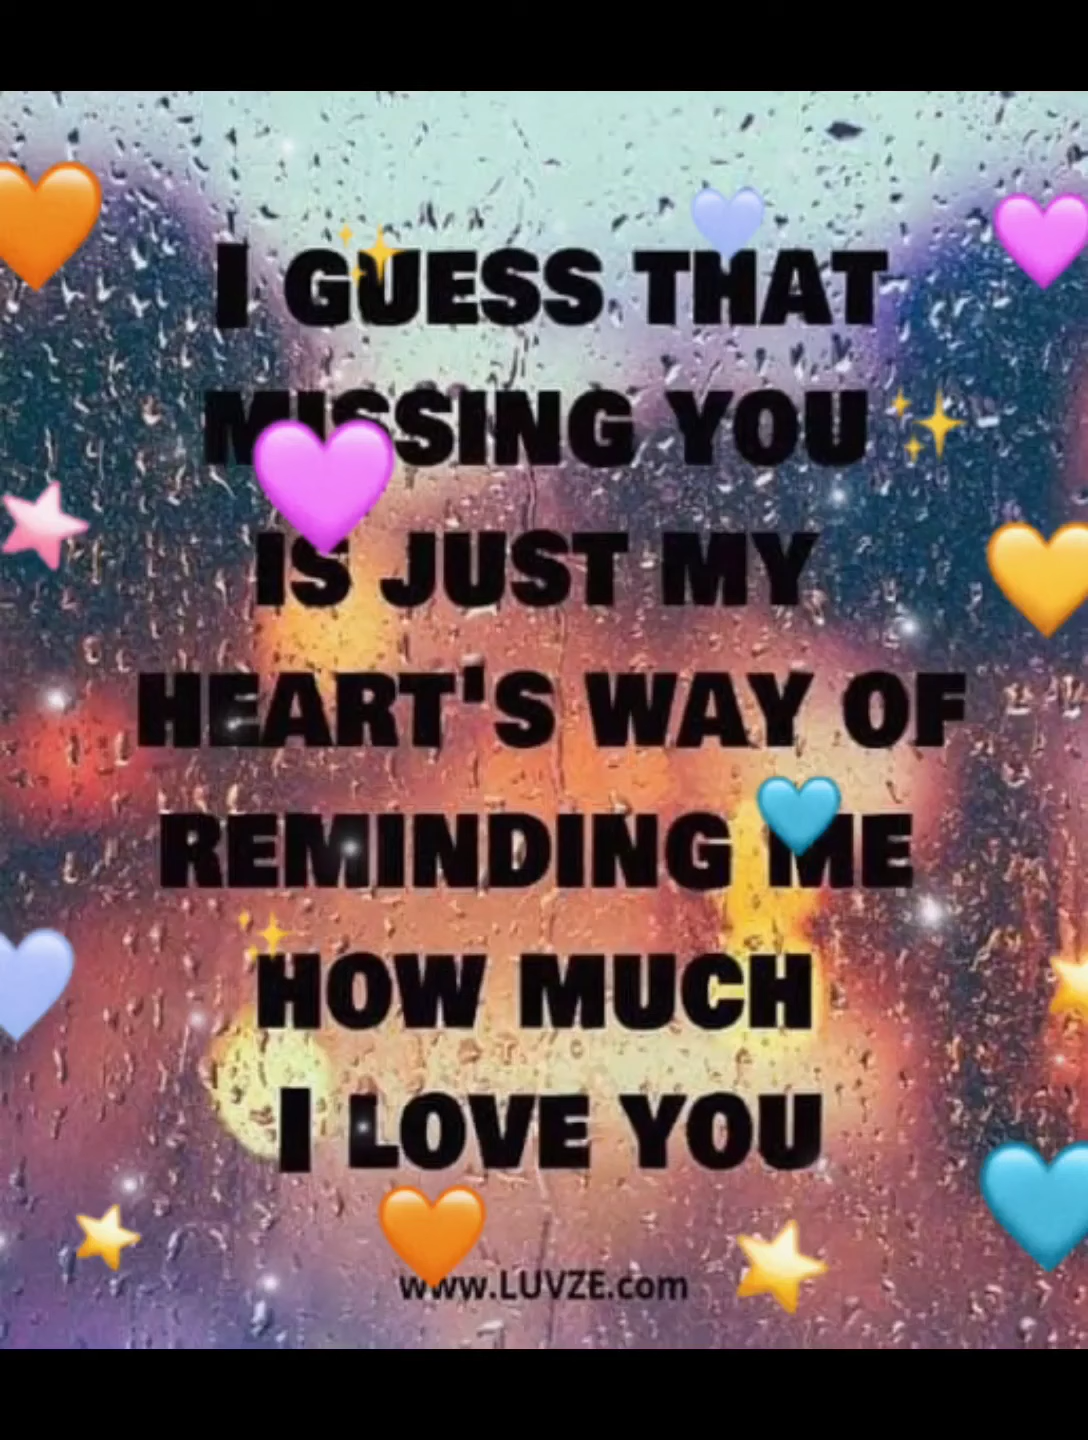 I GUESS THAT
MISSING YOU
IS JUST MY
HEART'S WAY OF
REMINDING ME
HOW MUCH
I LOVE YOU
www.LUVZE.com